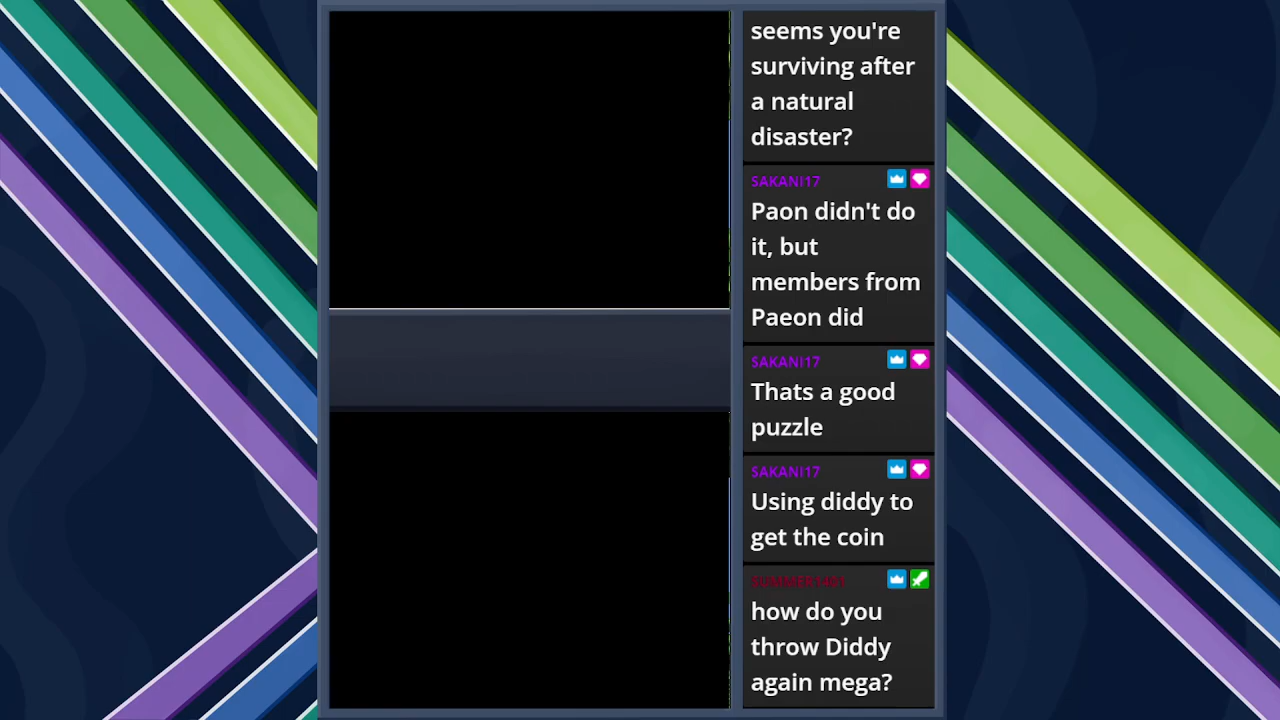 seems you're
surviving after
a natural
disaster?
SAKANI17
Paon didn't do
it, but
members from
Paeon did
SAKANI17
Thats a good
puzzle
SAKANI17
Using diddy to
get the coin
how do you
throw Diddy
again mega?